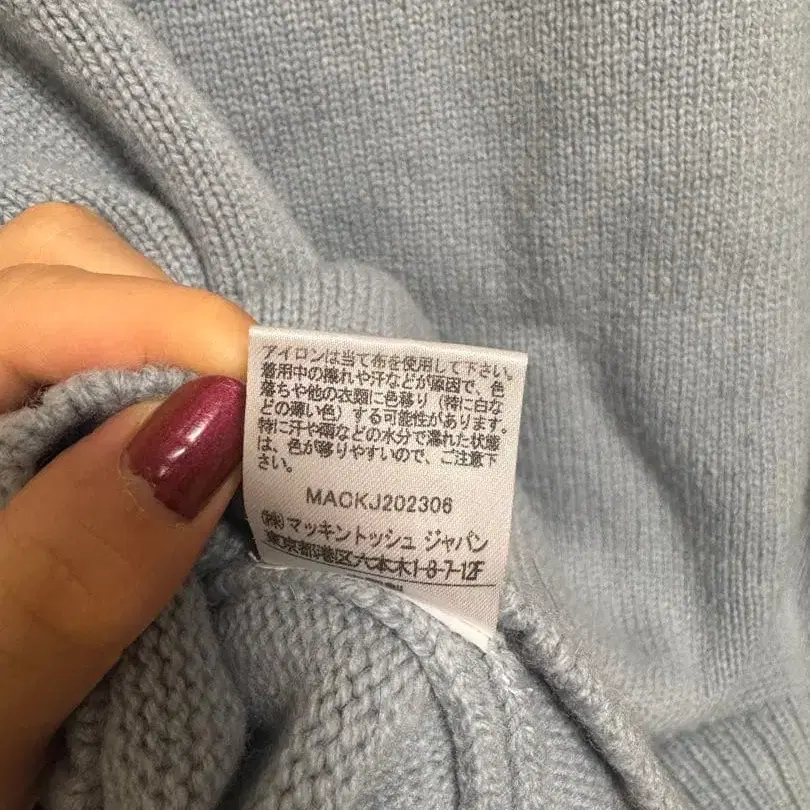 アイロンは当て布を使用して下さい。
着用中の擦れや汗などが原因で、色
落ちや他の衣類に色移り（特に白な
どの薄い色）する可能性があります。
特に汗や雨などの水分で濡れた状態
は、色が移りやすいので、ご注意下
さい。
MACKJ202306
㈱マッキントッシュ ジャパン
東京都港区六本木1-8-7-12F